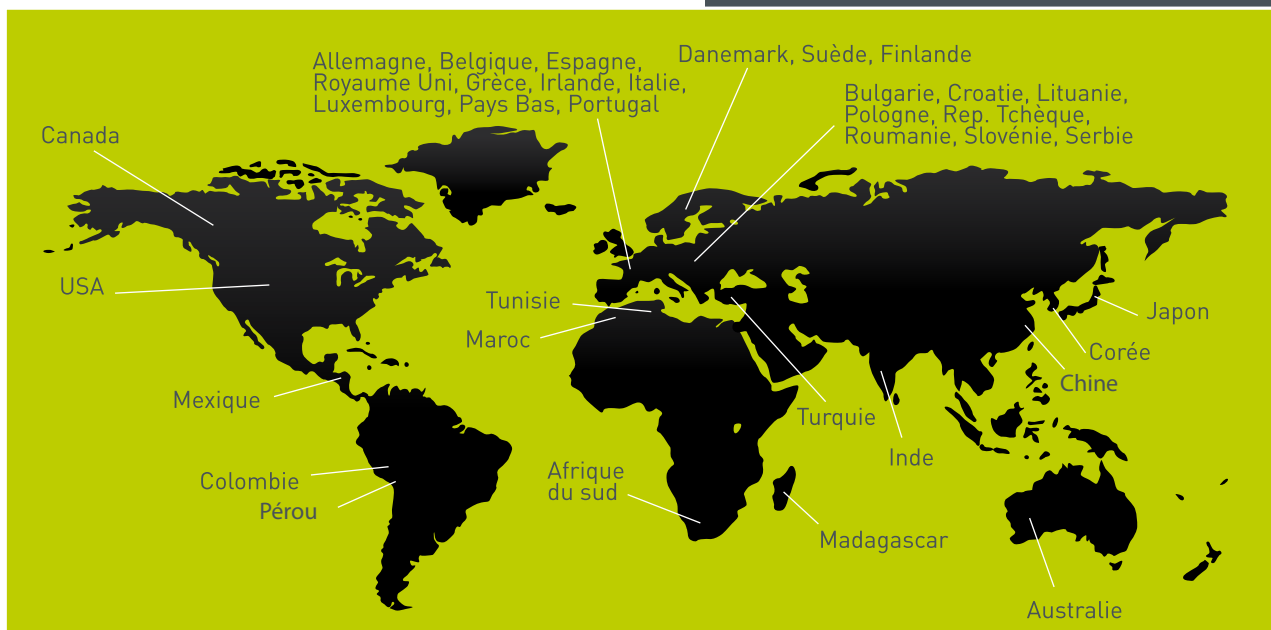 Allemagne, Belgique, Espagne,
Royaume Uni, Grèce, Irlande, Italie,
Luxembourg, Pays Bas, Portugal
Danemark, Suède, Finlande
Bulgarie, Croatie, Lituanie,
Pologne, Rep. Tchèque,
Roumanie, Slovénie, Serbie
Canada
USA
Tunisie
Maroc
Japon
Corée
Chine
Mexique
Turquie
Inde
Colombie
Pérou
Afrique
du sud
Madagascar
Australie